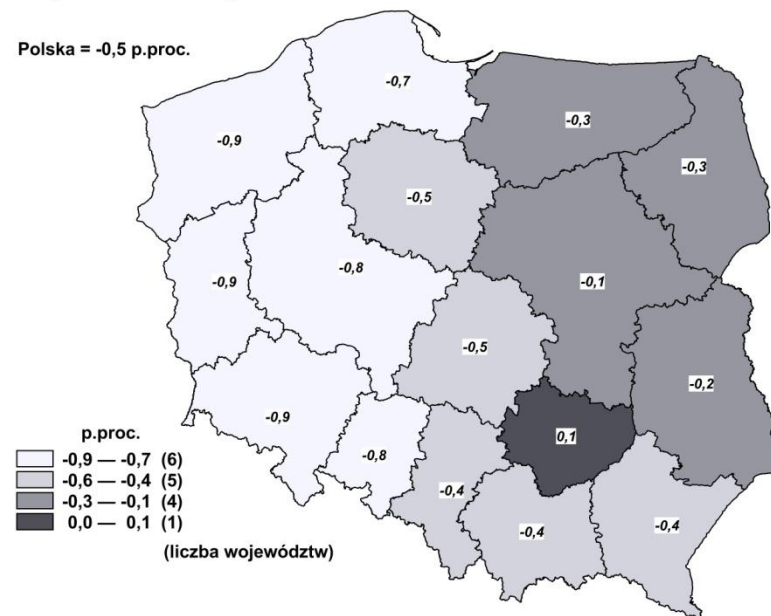 Polska = -0,5 p.proc.
-0,7
-0,9
-0,3
-0,3
-0,5
-0,8
-0,9
-0,1
-0,5
-0,2
-0,9
0,1
-0,8
-0,4
-0,4
-0,4
p.proc.
-0,9 — -0,7 (6)
-0,6 — -0,4 (5)
-0,3 — -0,1 (4)
0,0 — 0,1 (1)
(liczba województw)